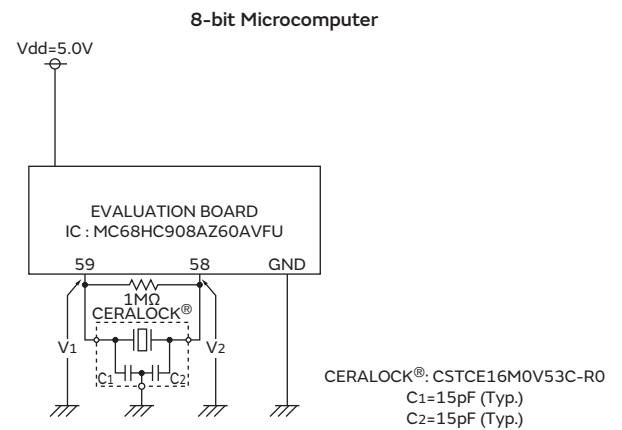 8-bit Microcomputer
Vdd=5.0V
EVALUATION BOARD
IC : MC68HC908AZ60AVFU
59 58 GND
1MΩ
CERALOCK®
V1 V2
C1 C2
CERALOCK®: CSTCE16M0V53C-R0
C1=15pF (Typ.)
C2=15pF (Typ.)